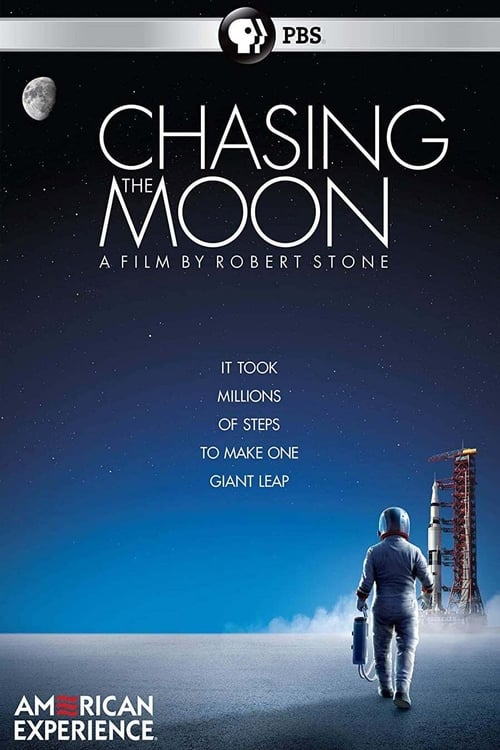 PBS
CHASING
THE
MOON
A FILM BY ROBERT STONE
IT TOOK
MILLIONS
OF STEPS
TO MAKE ONE
GIANT LEAP
AMERICAN
EXPERIENCE